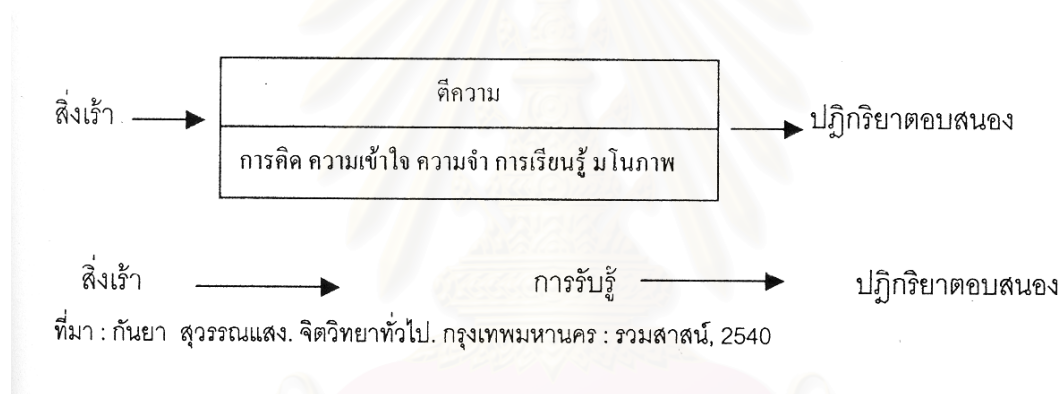 ตีความ
สิ่งเร้า
ปฏิกริยาตอบสนอง
การคิด ความเข้าใจ ความจำ การเรียนรู้ มโนภาพ
สิ่งเร้า การรับรู้ ปฏิกริยาตอบสนอง
ที่มา : กันยา สุวรรณแสง. จิตวิทยาทั่วไป. กรุงเทพมหานคร : รวมสาสน์, 2540